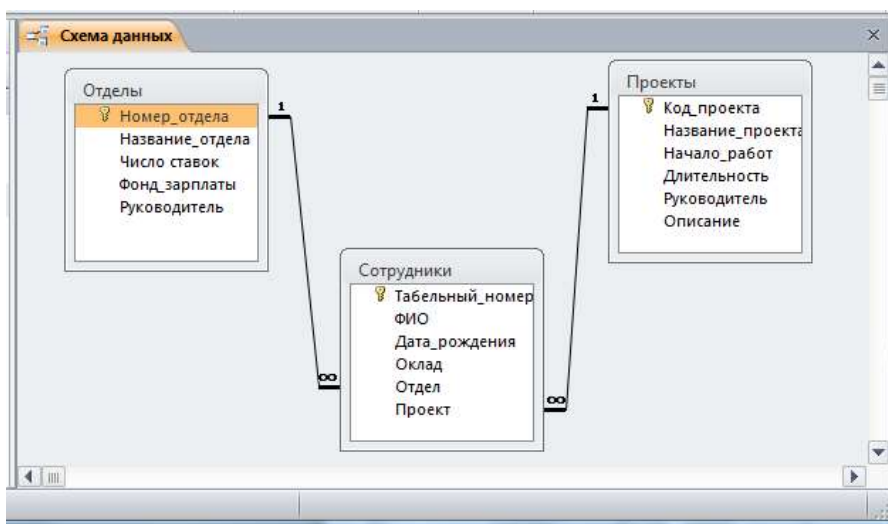 Схема данных
Отделы
Номер_отдела
Название_отдела
Число ставок
Фонд_зарплаты
Руководитель
1
Проекты
Код_проекта
Название_проекта
Начало_работ
Длительность
Руководитель
Описание
1
Сотрудники
Табельный_номер
ФИО
Дата_рождения
Оклад
Отдел
Проект
∞
∞